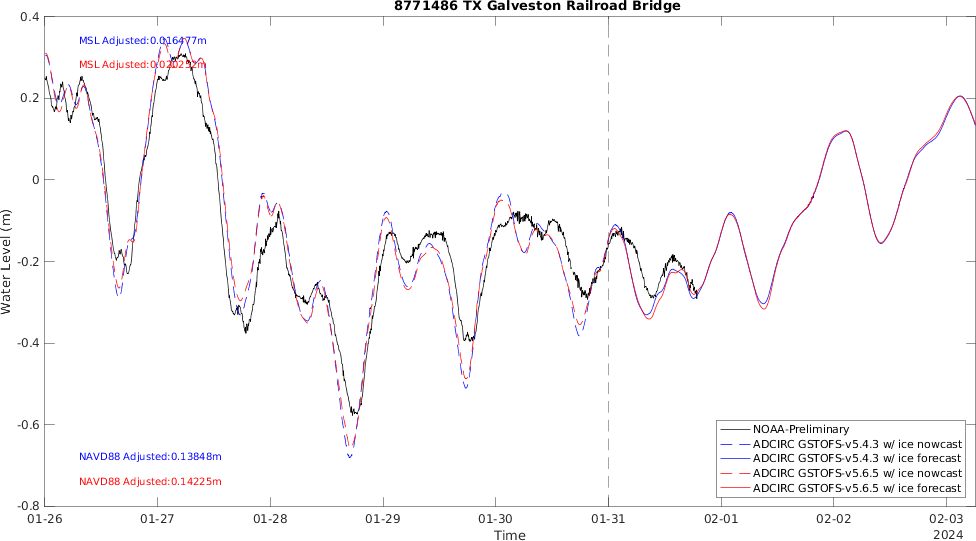 8771486 TX Galveston Railroad Bridge
MSL Adjusted:0.016477m
MSL Adjusted:0.020252m
Water Level (m)
0.4
0.2
0
-0.2
-0.4
-0.6
-0.8
NAVD88 Adjusted:0.13848m
NAVD88 Adjusted:0.14225m
NOAA-Preliminary
ADCIRC GSTOFS-v5.4.3 w/ ice nowcast
ADCIRC GSTOFS-v5.4.3 w/ ice forecast
ADCIRC GSTOFS-v5.6.5 w/ ice nowcast
ADCIRC GSTOFS-v5.6.5 w/ ice forecast
01-26 01-27 01-28 01-29 01-30 01-31 02-01 02-02 02-03
Time 2024